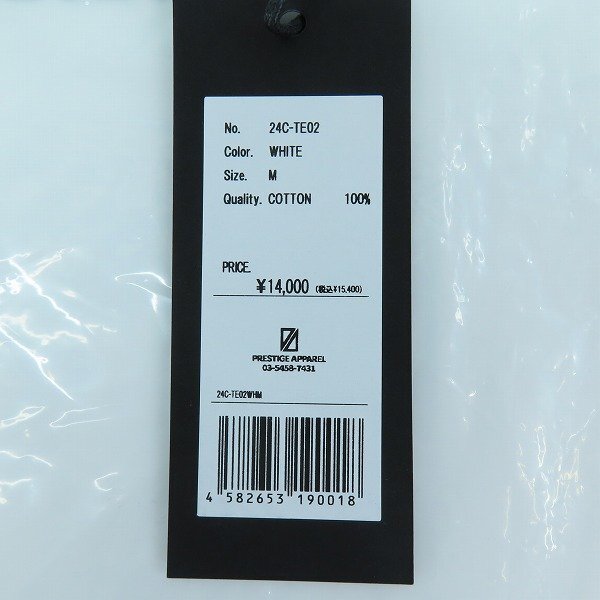 No. 24C-TE02
Color. WHITE
Size. M
Quality. COTTON 100%
PRICE.
¥14,000 (税込¥15,400)
PRESTIGE APPAREL
03-5458-7431
24C-TE02WHM
4 582653 190018